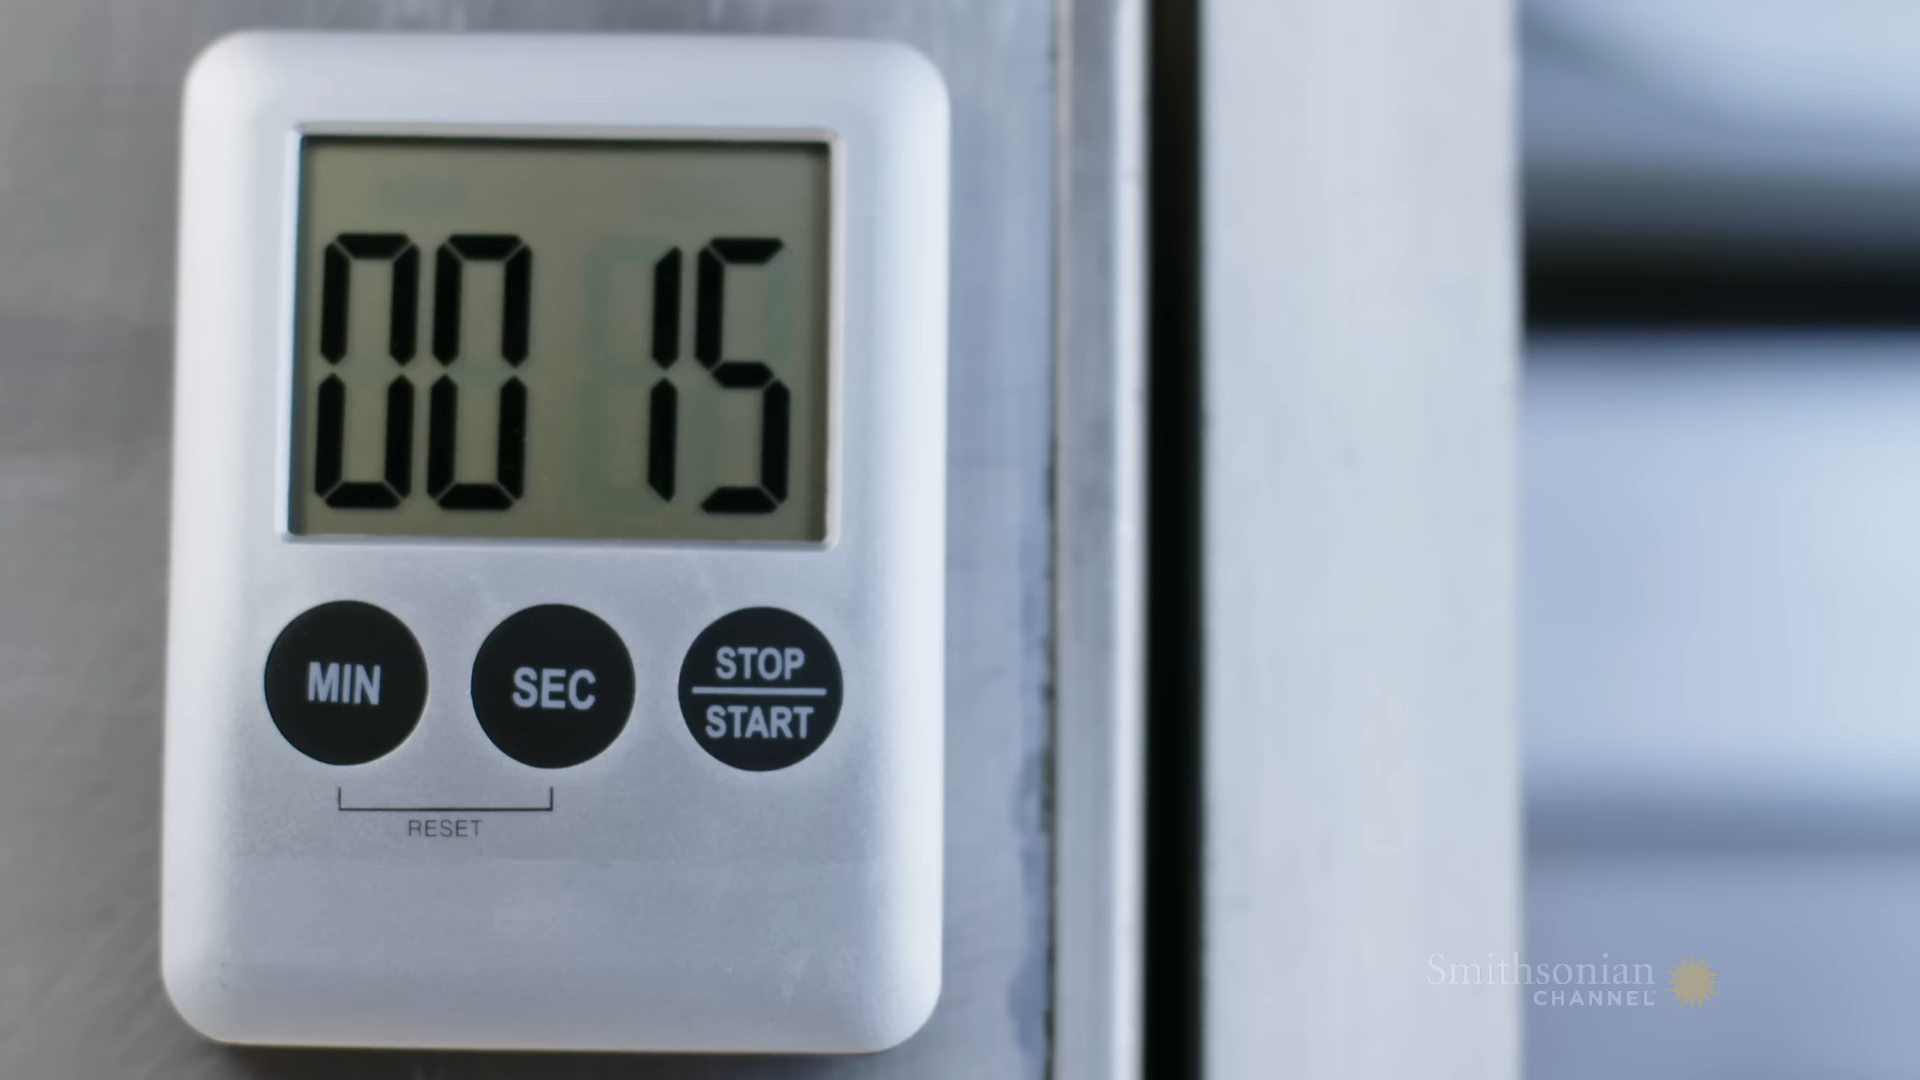 00 15
MIN
SEC
STOP
START
RESET
Smithsonian
CHANNEL